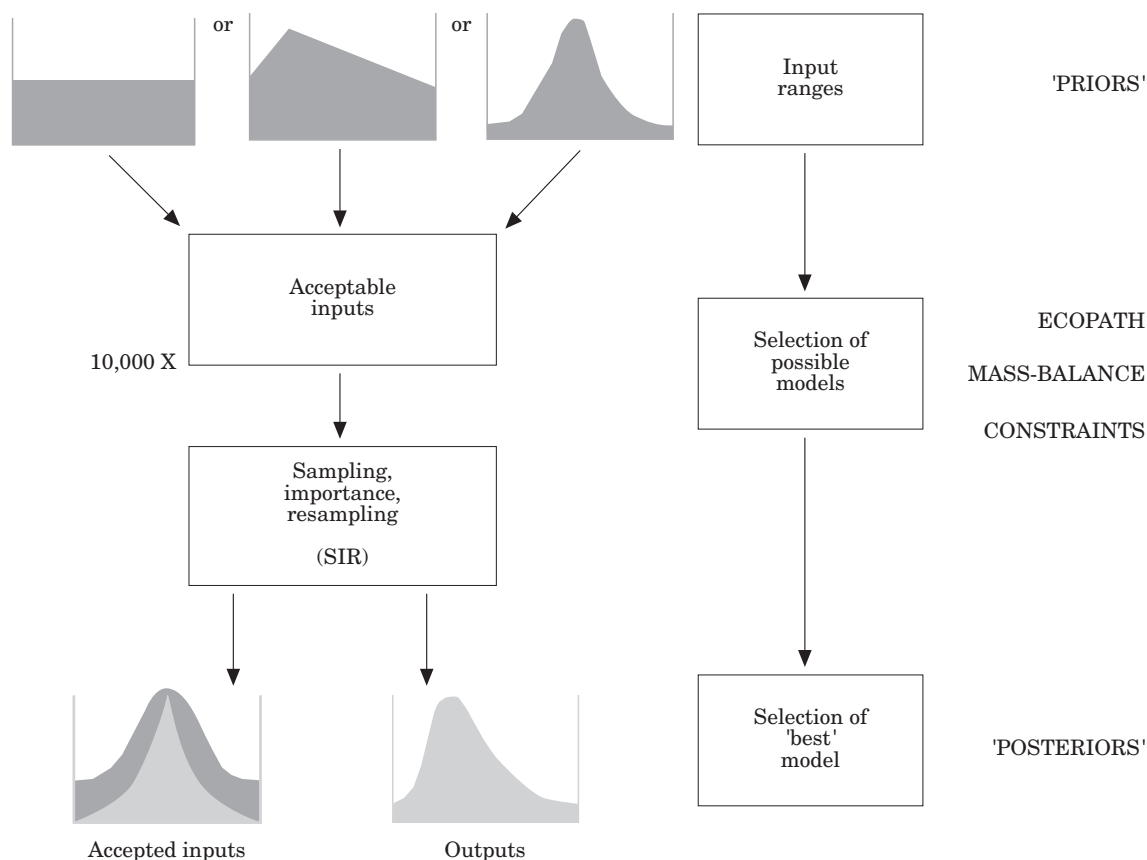 or
or
Input
ranges
'PRIORS'
Acceptable
inputs
10,000 X
Selection of
possible
models
ECOPATH
MASS-BALANCE
CONSTRAINTS
Sampling,
importance,
resampling
(SIR)
Selection of
'best'
model
'POSTERIORS'
Accepted inputs
Outputs